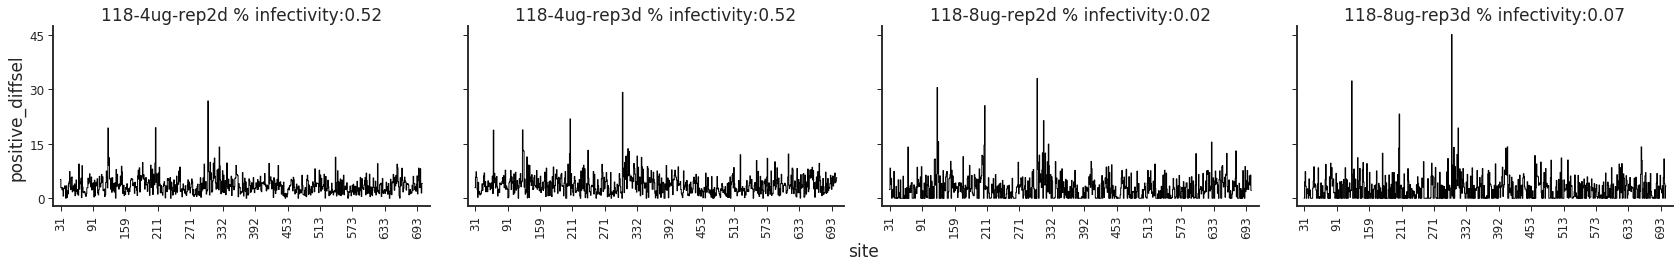 118-4ug-rep2d % infectivity:0.52
118-4ug-rep3d % infectivity:0.52
118-8ug-rep2d % infectivity:0.02
118-8ug-rep3d % infectivity:0.07
positive_diffsel
45
30
15
0
31 91 159 211 271 332 392 453 513 573 633 693
31 91 159 211 271 332 392 453 513 573 633 693
31 91 159 211 271 332 392 453 513 573 633 693
31 91 159 211 271 332 392 453 513 573 633 693
site